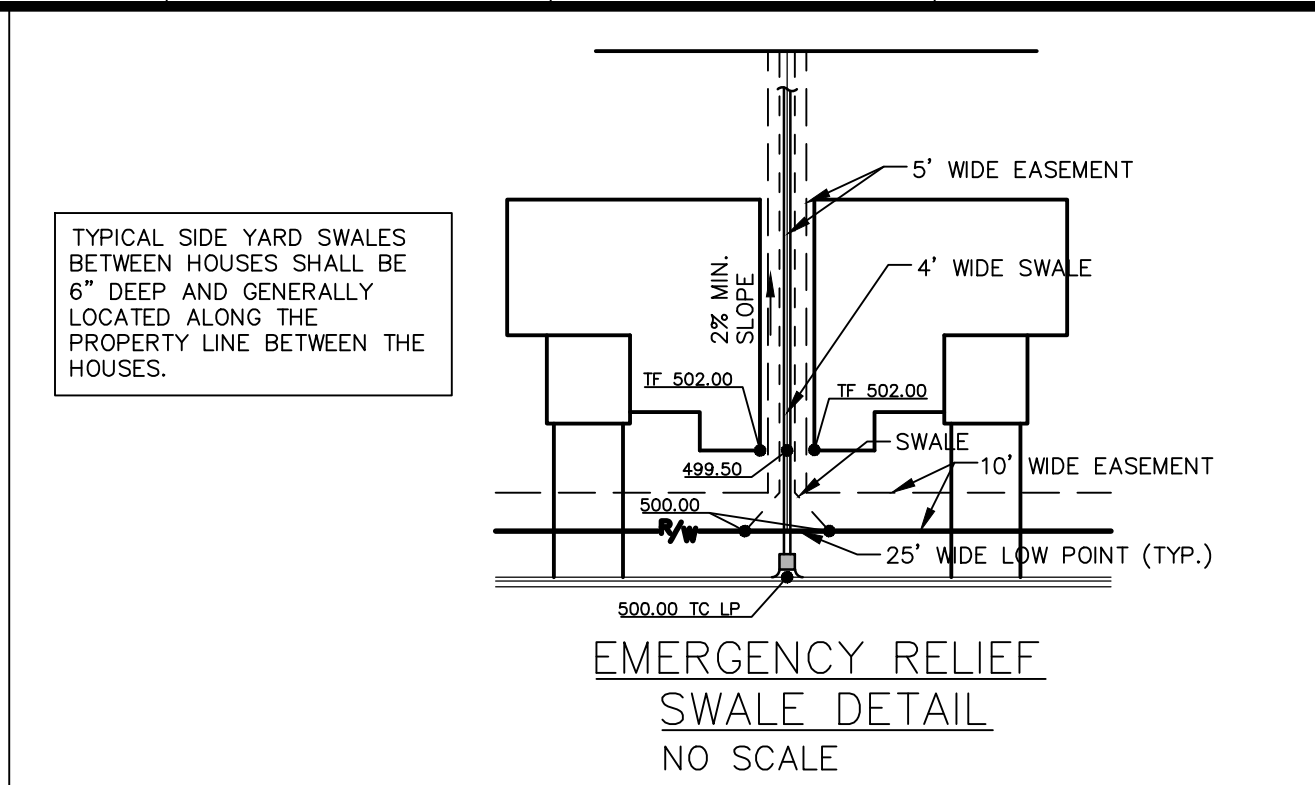 TYPICAL SIDE YARD SWALES
BETWEEN HOUSES SHALL BE
6" DEEP AND GENERALLY
LOCATED ALONG THE
PROPERTY LINE BETWEEN THE
HOUSES.
5' WIDE EASEMENT
4' WIDE SWALE
2% MIN.
SLOPE
TF 502.00
TF 502.00
SWALE
499.50
10' WIDE EASEMENT
500.00
R/W
25' WIDE LOW POINT (TYP.)
500.00 TC LP
EMERGENCY RELIEF
SWALE DETAIL
NO SCALE